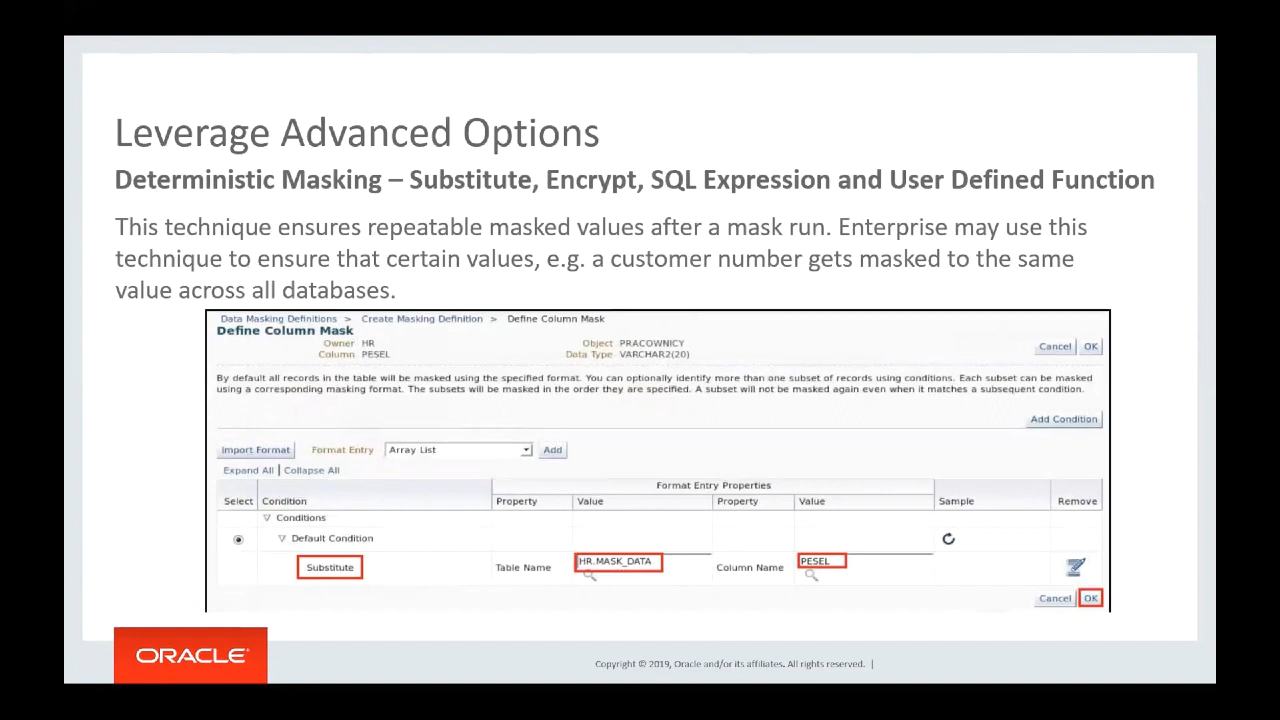 Leverage Advanced Options
Deterministic Masking – Substitute, Encrypt, SQL Expression and User Defined Function
This technique ensures repeatable masked values after a mask run. Enterprise may use this
technique to ensure that certain values, e.g. a customer number gets masked to the same
value across all databases.
Data Masking Definitions > Create Masking Definition > Define Column Mask
Define Column Mask
Owner HR Object PRACOWNICY
Column PESEL Data Type VARCHAR2(20)
Cancel OK
By default all records in the table will be masked using the specified format. You can optionally identify more than one subset of records using conditions. Each subset can be masked
using a corresponding masking format. The subsets will be masked in the order they are specified. A subset will not be masked again even when it matches a subsequent condition.
Add Condition
Import Format Format Entry Array List Add
Expand All | Collapse All
Format Entry Properties
Select Condition Property Value Property Value Sample Remove
Conditions
Default Condition
Substitute Table Name HR.MASK_DATA Column Name PESEL
Cancel OK
ORACLE®
Copyright © 2019, Oracle and/or its affiliates. All rights reserved. |